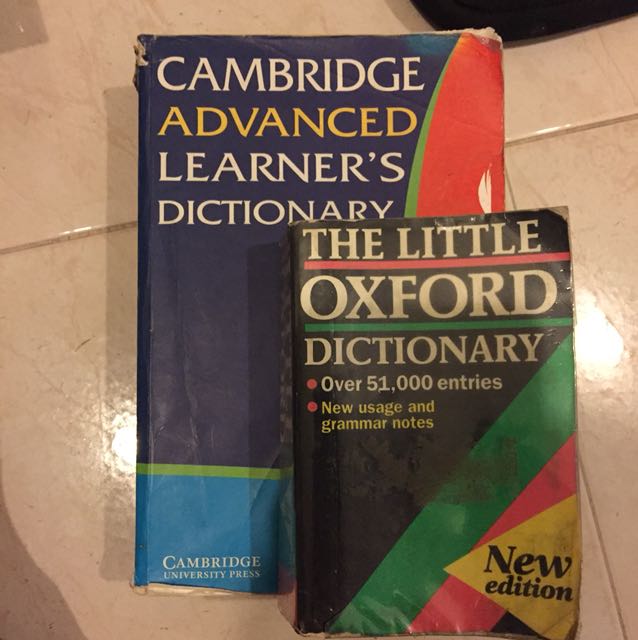 CAMBRIDGE
ADVANCED
LEARNER'S
DICTIONARY
CAMBRIDGE
UNIVERSITY PRESS
THE LITTLE
OXFORD
DICTIONARY
• Over 51,000 entries
• New usage and
grammar notes
New
edition